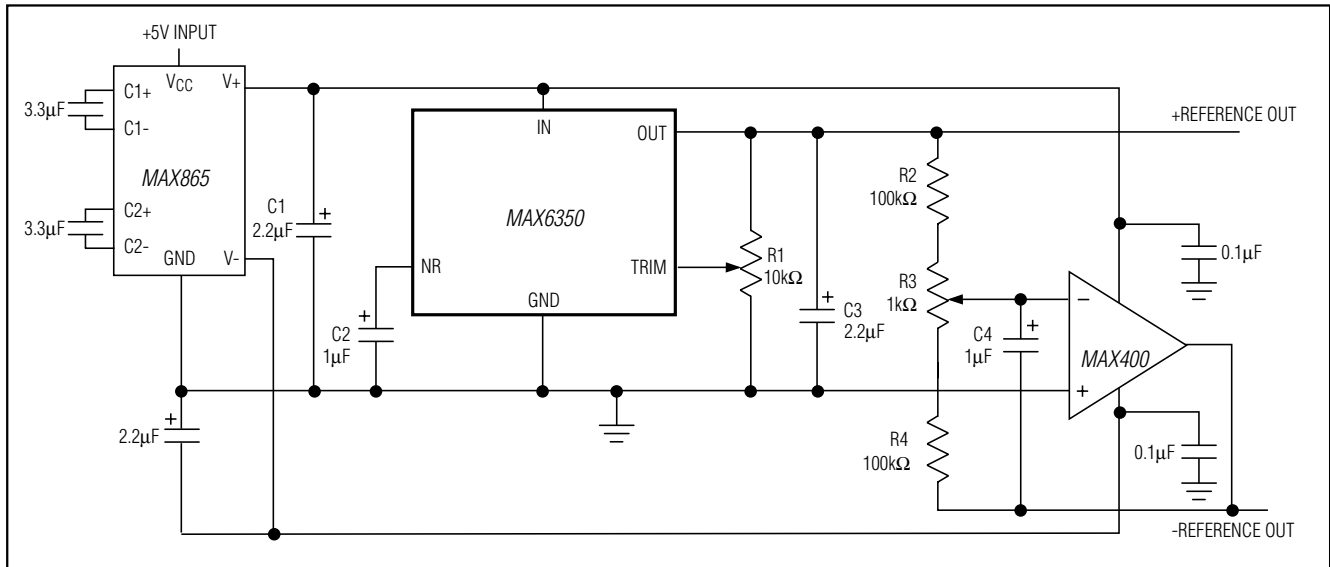 +5V INPUT
VCC
V+
C1+
3.3µF
C1-
MAX865
C2+
3.3µF
C2-
GND
V-
C1
2.2µF
+
IN
OUT
MAX6350
NR
TRIM
GND
+
C2
1µF
R1
10kΩ
+
C3
2.2µF
+REFERENCE OUT
R2
100kΩ
R3
1kΩ
+
C4
1µF
−
MAX400
+
0.1µF
0.1µF
R4
100kΩ
+
2.2µF
-REFERENCE OUT